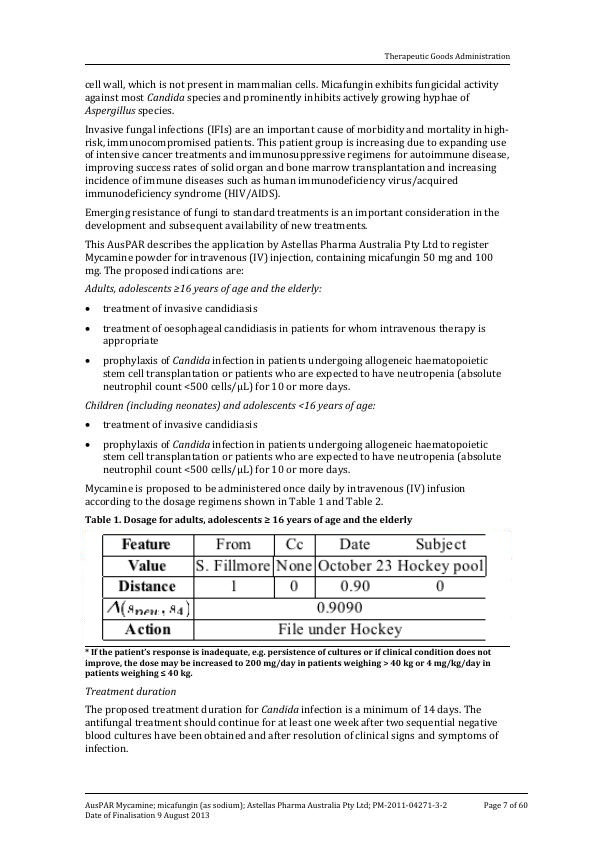 Therapeutic Goods Administration
cell wall, which is not present in mammalian cells. Micafungin exhibits fungicidal activity
against most Candida species and prominently inhibits actively growing hyphae of
Aspergillus species.
Invasive fungal infections (IFIs) are an important cause of morbidity and mortality in high-
risk, immunocompromised patients. This patient group is increasing due to expanding use
of intensive cancer treatments and immunosuppressive regimens for autoimmune disease,
improving success rates of solid organ and bone marrow transplantation and increasing
incidence of immune diseases such as human immunodeficiency virus/acquired
immunodeficiency syndrome (HIV/AIDS).
Emerging resistance of fungi to standard treatments is an important consideration in the
development and subsequent availability of new treatments.
This AusPAR describes the application by Astellas Pharma Australia Pty Ltd to register
Mycamine powder for intravenous (IV) injection, containing micafungin 50 mg and 100
mg. The proposed indications are:
Adults, adolescents ≥16 years of age and the elderly:
• treatment of invasive candidiasis
• treatment of oesophageal candidiasis in patients for whom intravenous therapy is
appropriate
• prophylaxis of Candida infection in patients undergoing allogeneic haematopoietic
stem cell transplantation or patients who are expected to have neutropenia (absolute
neutrophil count <500 cells/µL) for 10 or more days.
Children (including neonates) and adolescents <16 years of age:
• treatment of invasive candidiasis
• prophylaxis of Candida infection in patients undergoing allogeneic haematopoietic
stem cell transplantation or patients who are expected to have neutropenia (absolute
neutrophil count <500 cells/µL) for 10 or more days.
Mycamine is proposed to be administered once daily by intravenous (IV) infusion
according to the dosage regimens shown in Table 1 and Table 2.
Table 1. Dosage for adults, adolescents ≥ 16 years of age and the elderly
Feature From Cc Date Subject
Value S. Fillmore None October 23 Hockey pool
Distance 1 0 0.90 0
0.9090
Action File under Hockey
* If the patient's response is inadequate, e.g. persistence of cultures or if clinical condition does not
improve, the dose may be increased to 200 mg/day in patients weighing > 40 kg or 4 mg/kg/day in
patients weighing ≤ 40 kg.
Treatment duration
The proposed treatment duration for Candida infection is a minimum of 14 days. The
antifungal treatment should continue for at least one week after two sequential negative
blood cultures have been obtained and after resolution of clinical signs and symptoms of
infection.
AusPAR Mycamine; micafungin (as sodium); Astellas Pharma Australia Pty Ltd; PM-2011-04271-3-2 Page 7 of 60
Date of Finalisation 9 August 2013